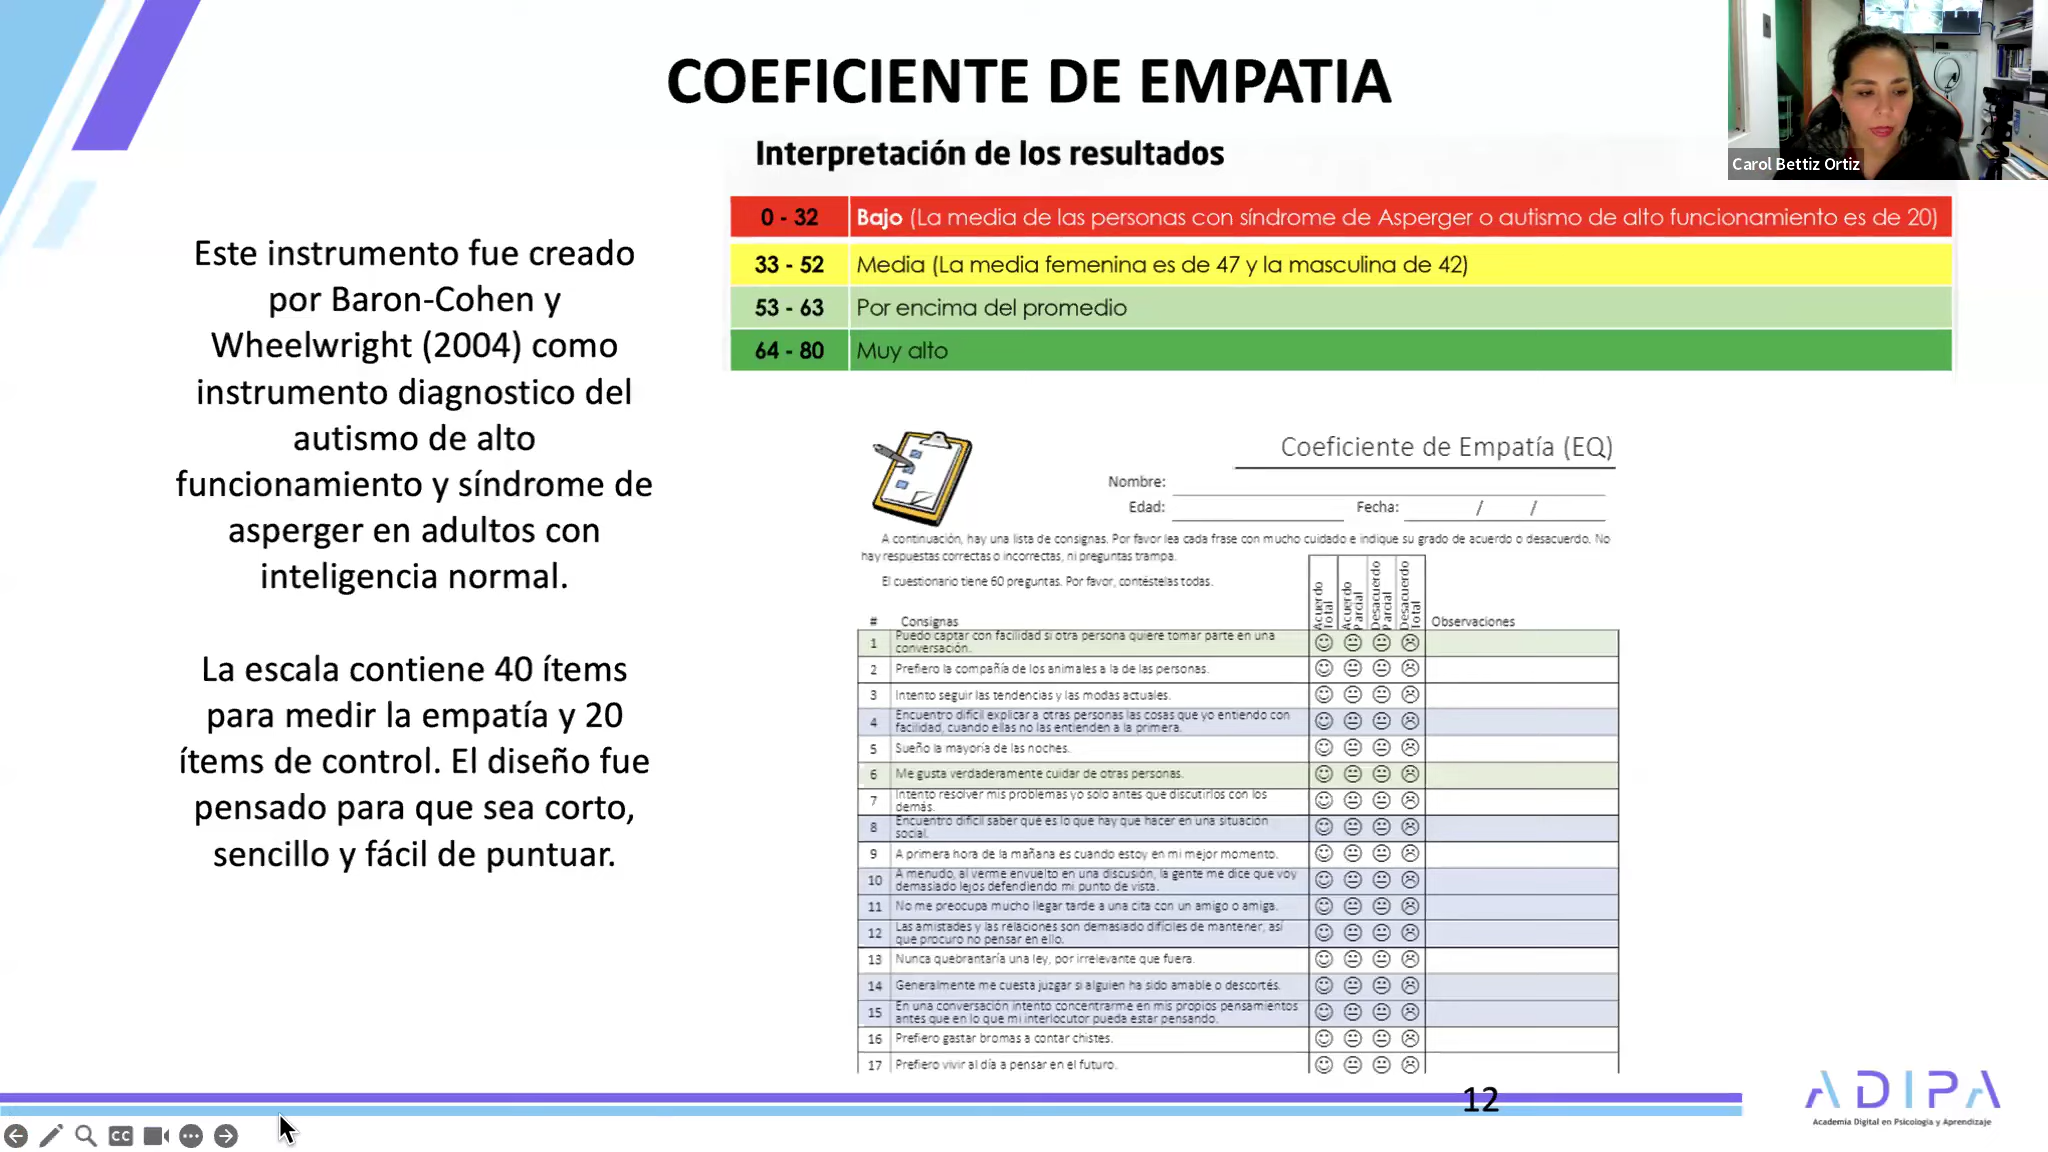 COEFICIENTE DE EMPATIA
Carol Bettiz Ortiz
Interpretación de los resultados
0 - 32 Bajo (La media de las personas con síndrome de Asperger o autismo de alto funcionamiento es de 20)
33 - 52 Media (La media femenina es de 47 y la masculina de 42)
53 - 63 Por encima del promedio
64 - 80 Muy alto
Este instrumento fue creado
por Baron-Cohen y
Wheelwright (2004) como
instrumento diagnostico del
autismo de alto
funcionamiento y síndrome de
asperger en adultos con
inteligencia normal.
La escala contiene 40 ítems
para medir la empatía y 20
ítems de control. El diseño fue
pensado para que sea corto,
sencillo y fácil de puntuar.
Coeficiente de Empatía (EQ)
Nombre:
Edad: Fecha: / /
A continuación, hay una lista de consignas. Por favor lea cada frase con mucho cuidado e indique su grado de acuerdo o desacuerdo. No
hay respuestas correctas o incorrectas, ni preguntas trampa.
El cuestionario tiene 60 preguntas. Por favor, contéstelas todas.
# Consignas Acuerdo Total Acuerdo Parcial Desacuerdo Parcial Desacuerdo Total Observaciones
1 Puedo captar con facilidad si otra persona quiere tomar parte en una
conversación.
2 Prefiero la compañía de los animales a la de las personas.
3 Intento seguir las tendencias y las modas actuales.
4 Encuentro difícil explicar a otras personas las cosas que yo entiendo con
facilidad, cuando ellas no las entienden a la primera.
5 Sueño la mayoría de las noches.
6 Me gusta verdaderamente cuidar de otras personas.
7 Intento resolver mis problemas yo solo antes que discutirlos con los
demás.
8 Encuentro difícil saber qué es lo que hay que hacer en una situación
social.
9 A primera hora de la mañana es cuando estoy en mi mejor momento.
10 A menudo, al verme envuelto en una discusión, la gente me dice que voy
demasiado lejos defendiendo mi punto de vista.
11 No me preocupa mucho llegar tarde a una cita con un amigo o amiga.
12 Las amistades y las relaciones son demasiado difíciles de mantener, así
que procuro no pensar en ello.
13 Nunca quebrantaría una ley, por irrelevante que fuera.
14 Generalmente me cuesta juzgar si alguien ha sido amable o descortés.
15 En una conversación intento concentrarme en mis propios pensamientos
antes que en lo que mi interlocutor pueda estar pensando.
16 Prefiero gastar bromas a contar chistes.
17 Prefiero vivir al día a pensar en el futuro.
12
ADIPA
Academia Digital en Psicología y Aprendizaje
CC